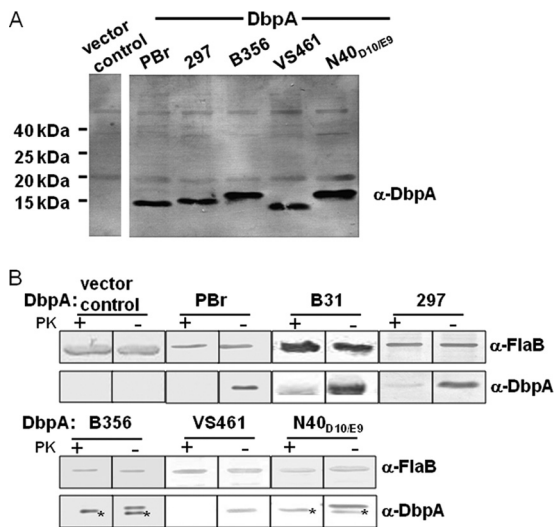 A
DbpA
vector control
PBr
297
B356
VS461
N40D10/E9
40 kDa
25 kDa
20 kDa
15 kDa
α-DbpA
B
DbpA: vector control PBr B31 297
PK + - + - + - + -
α-FlaB
α-DbpA
DbpA: B356 VS461 N40D10/E9
PK + - + - + -
α-FlaB
* * * * α-DbpA